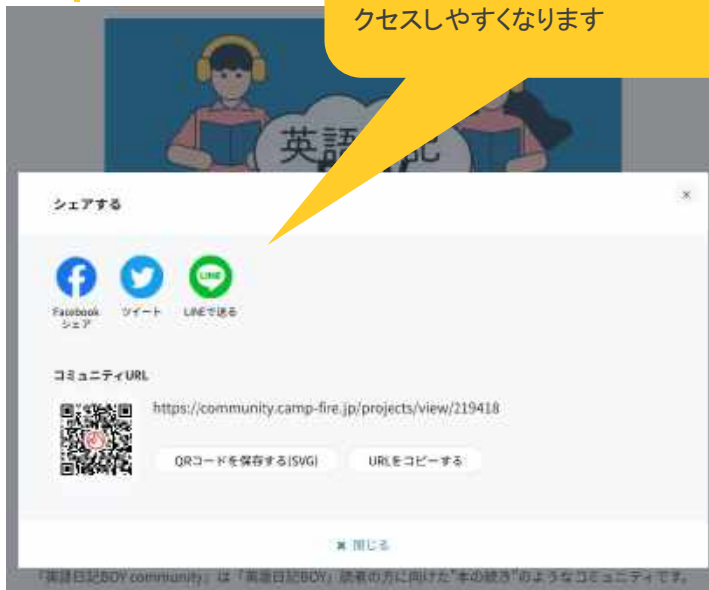 クセスしやすくなります
英語日記
シェアする
Facebook
シェア
ツイート
LINE
LINEで送る
コミュニティURL
https://community.camp-fire.jp/projects/view/219418
QRコードを保存する(SVG)
URLをコピーする
✖ 閉じる
「英語日記BOY community」は「英語日記BOY」読者の方に向けた"本の続き"のようなコミュニティです。